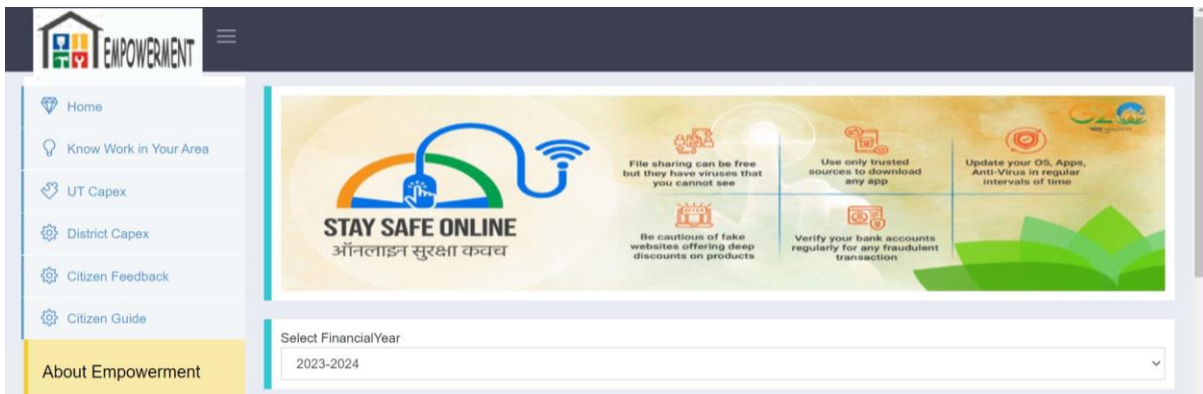 EMPOWERMENT
Home
Know Work in Your Area
UT Capex
District Capex
Citizen Feedback
Citizen Guide
About Empowerment
STAY SAFE ONLINE
ऑनलाइन सुरक्षा कवच
File sharing can be free
but they have viruses that
you cannot see
Use only trusted
sources to download
any app
Update your OS, Apps,
Anti-Virus in regular
intervals of time
Be cautious of fake
websites offering deep
discounts on products
Verify your bank accounts
regularly for any fraudulent
transaction
G20
Select FinancialYear
2023-2024